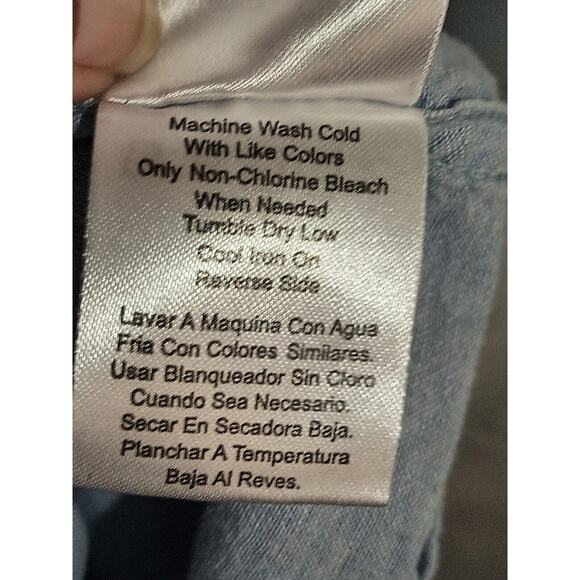 Machine Wash Cold
With Like Colors
Only Non-Chlorine Bleach
When Needed
Tumble Dry Low
Cool Iron On
Reverse Side
Lavar A Maquina Con Agua
Fria Con Colores Similares.
Usar Blanqueador Sin Cloro
Cuando Sea Necesario.
Secar En Secadora Baja.
Planchar A Temperatura
Baja Al Reves.